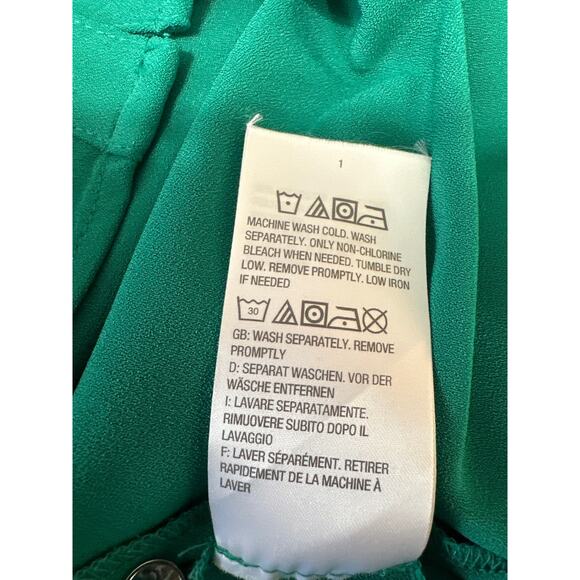 1
MACHINE WASH COLD. WASH
SEPARATELY. ONLY NON-CHLORINE
BLEACH WHEN NEEDED. TUMBLE DRY
LOW. REMOVE PROMPTLY. LOW IRON
IF NEEDED
30
GB: WASH SEPARATELY. REMOVE
PROMPTLY
D: SEPARAT WASCHEN. VOR DER
WÄSCHE ENTFERNEN
I: LAVARE SEPARATAMENTE.
RIMUOVERE SUBITO DOPO IL
LAVAGGIO
F: LAVER SÉPARÉMENT. RETIRER
RAPIDEMENT DE LA MACHINE À
LAVER